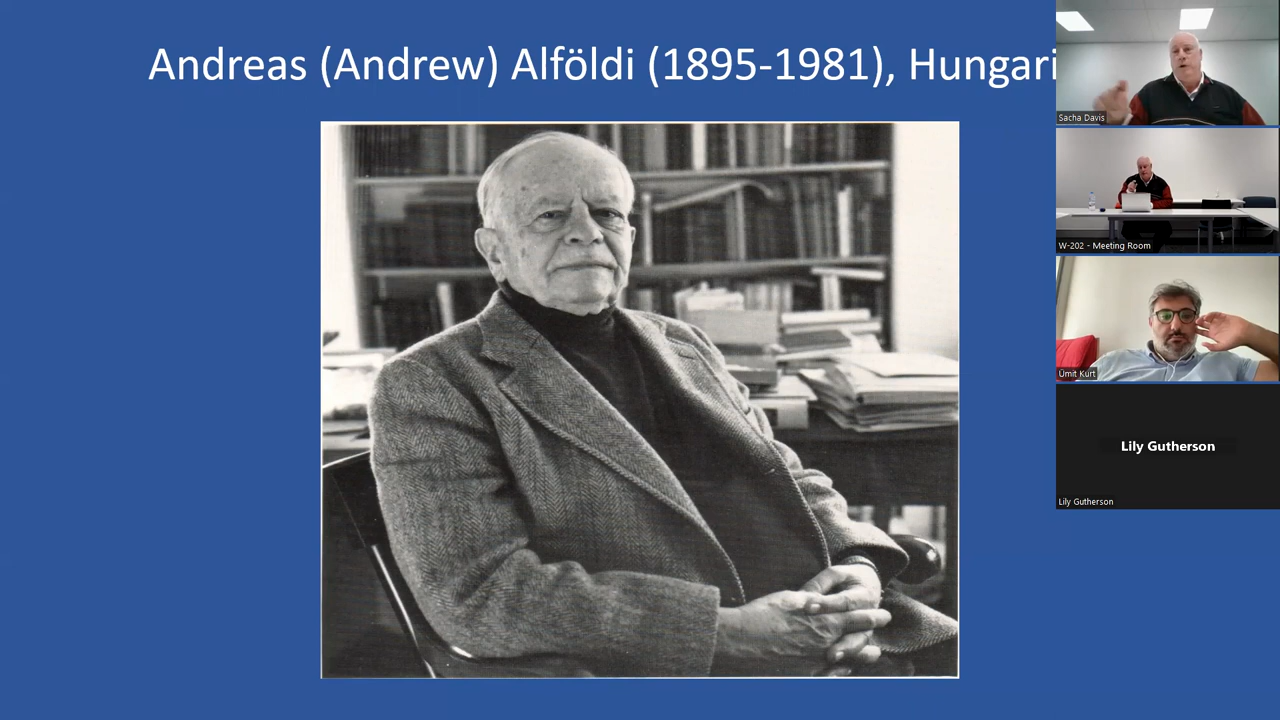 Andreas (Andrew) Alföldi (1895-1981), Hungari
Sacha Davis
W-202 - Meeting Room
Ümit Kurt
Lily Gutherson
Lily Gutherson